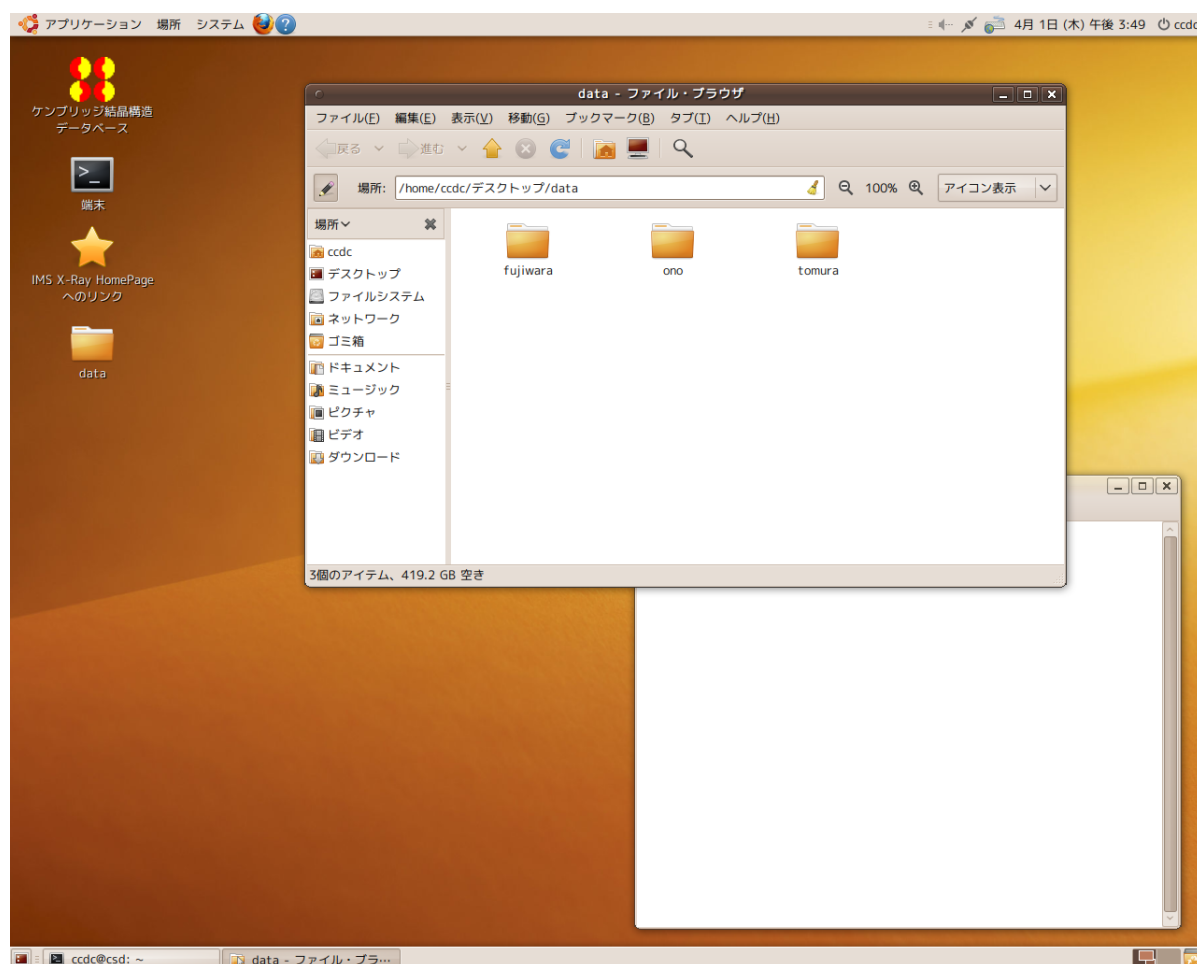 アプリケーション 場所 システム
4月 1日 (木) 午後 3:49 ccdc
ケンブリッジ結晶構造
データベース
端末
IMS X-Ray HomePage
へのリンク
data
data - ファイル・ブラウザ
ファイル(F) 編集(E) 表示(V) 移動(G) ブックマーク(B) タブ(T) ヘルプ(H)
戻る 進む
場所: /home/ccdc/デスクトップ/data 100% アイコン表示
場所
ccdc
デスクトップ
ファイルシステム
ネットワーク
ゴミ箱
ドキュメント
ミュージック
ピクチャ
ビデオ
ダウンロード
fujiwara ono tomura
3個のアイテム、419.2 GB 空き
ccdc@csd: ~ data - ファイル・ブラ…